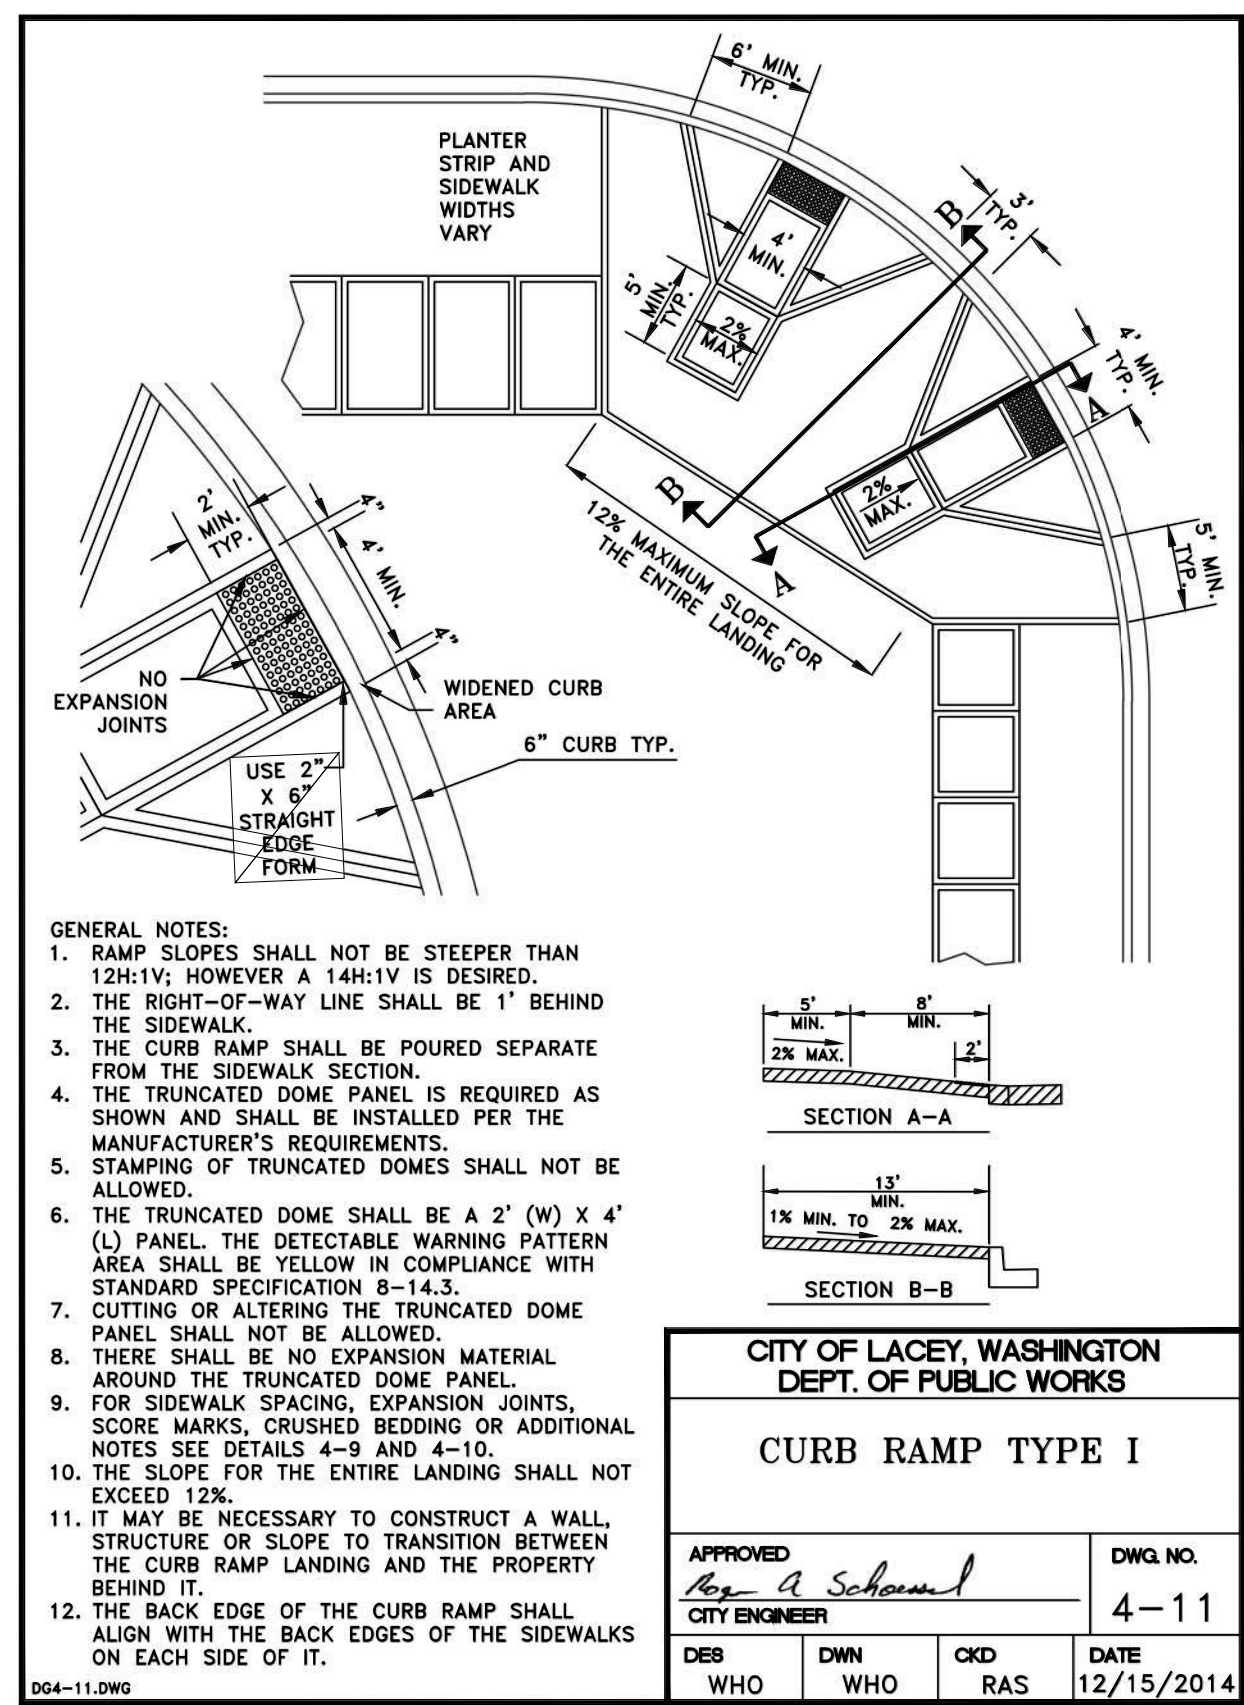 6' MIN.
TYP.
PLANTER
STRIP AND
SIDEWALK
WIDTHS
VARY
B
3'
TYP.
4'
MIN.
5'
MIN.
TYP.
2%
MAX.
4' MIN.
TYP.
A
B
2%
MAX.
A
12% MAXIMUM SLOPE FOR
THE ENTIRE LANDING
5' MIN.
TYP.
2'
MIN.
TYP.
4"
4' MIN.
4"
NO
EXPANSION
JOINTS
WIDENED CURB
AREA
6" CURB TYP.
USE 2"
X 6"
STRAIGHT
EDGE
FORM
GENERAL NOTES:
1. RAMP SLOPES SHALL NOT BE STEEPER THAN
12H:1V; HOWEVER A 14H:1V IS DESIRED.
2. THE RIGHT-OF-WAY LINE SHALL BE 1' BEHIND
THE SIDEWALK.
3. THE CURB RAMP SHALL BE POURED SEPARATE
FROM THE SIDEWALK SECTION.
4. THE TRUNCATED DOME PANEL IS REQUIRED AS
SHOWN AND SHALL BE INSTALLED PER THE
MANUFACTURER'S REQUIREMENTS.
5. STAMPING OF TRUNCATED DOMES SHALL NOT BE
ALLOWED.
6. THE TRUNCATED DOME SHALL BE A 2' (W) X 4'
(L) PANEL. THE DETECTABLE WARNING PATTERN
AREA SHALL BE YELLOW IN COMPLIANCE WITH
STANDARD SPECIFICATION 8-14.3.
7. CUTTING OR ALTERING THE TRUNCATED DOME
PANEL SHALL NOT BE ALLOWED.
8. THERE SHALL BE NO EXPANSION MATERIAL
AROUND THE TRUNCATED DOME PANEL.
9. FOR SIDEWALK SPACING, EXPANSION JOINTS,
SCORE MARKS, CRUSHED BEDDING OR ADDITIONAL
NOTES SEE DETAILS 4-9 AND 4-10.
10. THE SLOPE FOR THE ENTIRE LANDING SHALL NOT
EXCEED 12%.
11. IT MAY BE NECESSARY TO CONSTRUCT A WALL,
STRUCTURE OR SLOPE TO TRANSITION BETWEEN
THE CURB RAMP LANDING AND THE PROPERTY
BEHIND IT.
12. THE BACK EDGE OF THE CURB RAMP SHALL
ALIGN WITH THE BACK EDGES OF THE SIDEWALKS
ON EACH SIDE OF IT.
DG4-11.DWG
5'
MIN.
8'
MIN.
2% MAX.
2'
SECTION A-A
13'
MIN.
1% MIN. TO 2% MAX.
SECTION B-B
CITY OF LACEY, WASHINGTON
DEPT. OF PUBLIC WORKS
CURB RAMP TYPE I
APPROVED
Roger A Schoessel
CITY ENGINEER
DWG. NO.
4-11
DES
WHO
DWN
WHO
CKD
RAS
DATE
12/15/2014